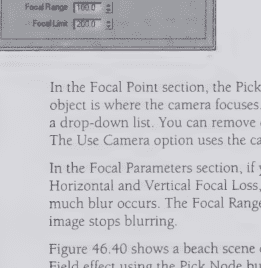 Focal Range 100.0
Focal Limit 200.0
In the Focal Point section, the Pick
object is where the camera focuses.
a drop-down list. You can remove
The Use Camera option uses the ca
In the Focal Parameters section, if y
Horizontal and Vertical Focal Loss,
much blur occurs. The Focal Range
image stops blurring.
Figure 46.40 shows a beach scene
Field effect using the Pick Node bu